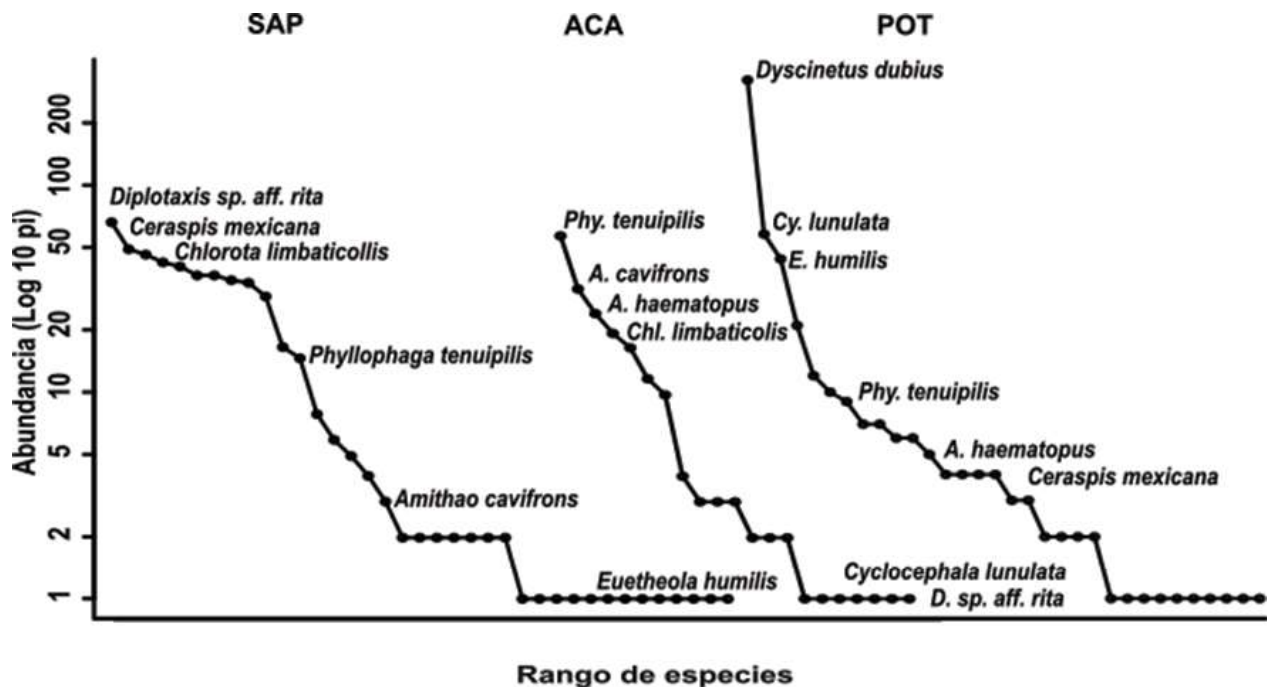 SAP ACA POT
Abundancia (Log 10 pi)
200
100
50
20
10
5
2
1
Diplotaxis sp. aff. rita
Ceraspis mexicana
Chlorota limbaticollis
Phyllophaga tenuipilis
Amithao cavifrons
Euetheola humilis
Phy. tenuipilis
A. cavifrons
A. haematopus
Chl. limbaticolis
Cyclocephala lunulata
D. sp. aff. rita
Dyscinetus dubius
Cy. lunulata
E. humilis
Phy. tenuipilis
A. haematopus
Ceraspis mexicana
Rango de especies